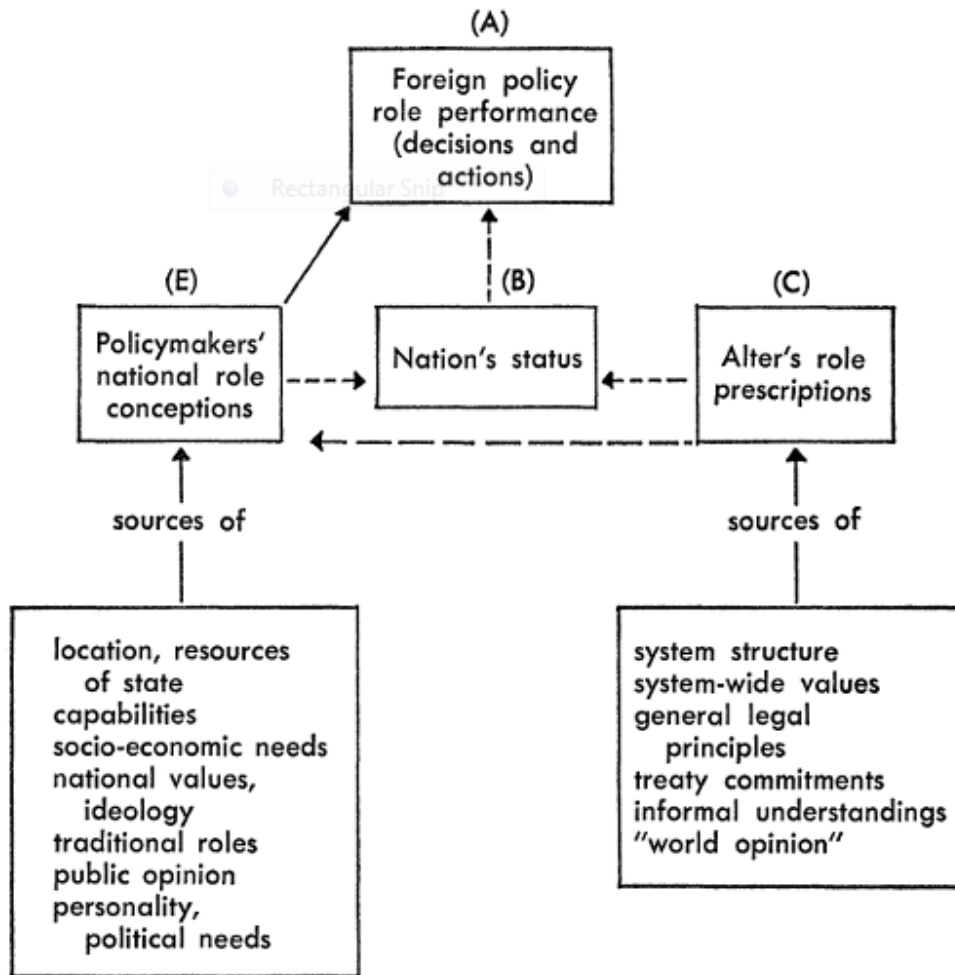 (A)
Foreign policy
role performance
(decisions and
actions)
Rectangular Snip
(E)
(B)
(C)
Policymakers'
national role
conceptions
Nation's status
Alter's role
prescriptions
sources of
sources of
location, resources
of state
capabilities
socio-economic needs
national values,
ideology
traditional roles
public opinion
personality,
political needs
system structure
system-wide values
general legal
principles
treaty commitments
informal understandings
"world opinion"